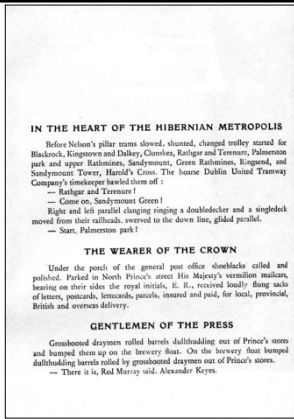 IN THE HEART OF THE HIBERNIAN METROPOLIS
Before Nelson's pillar trams slowed, shunted, changed trolley started for
Blackrock, Kingstown and Dalkey, Clonskea, Rathgar and Terenure, Palmerston
park and upper Rathmines, Sandymount, Green Rathmines, Ringsend, and
Sandymount Tower, Harold's Cross. The hoarse Dublin United Tramway
Company's timekeeper bawled them off :
— Rathgar and Terenure !
— Come on, Sandymount Green !
Right and left parallel clanging ringing a doubledecker and a singledeck
moved from their railheads, swerved to the down line, glided parallel.
— Start, Palmerston park !
THE WEARER OF THE CROWN
Under the porch of the general post office shoeblacks called and
polished. Parked in North Prince's street His Majesty's vermilion mailcars,
bearing on their sides the royal initials, E. R., received loudly flung sacks
of letters, postcards, lettercards, parcels, insured and paid, for local, provincial,
British and overseas delivery.
GENTLEMEN OF THE PRESS
Grossbooted draymen rolled barrels dullthudding out of Prince's stores
and bumped them up on the brewery float. On the brewery float bumped
dullthudding barrels rolled by grossbooted draymen out of Prince's stores.
— There it is, Red Murray said. Alexander Keyes.